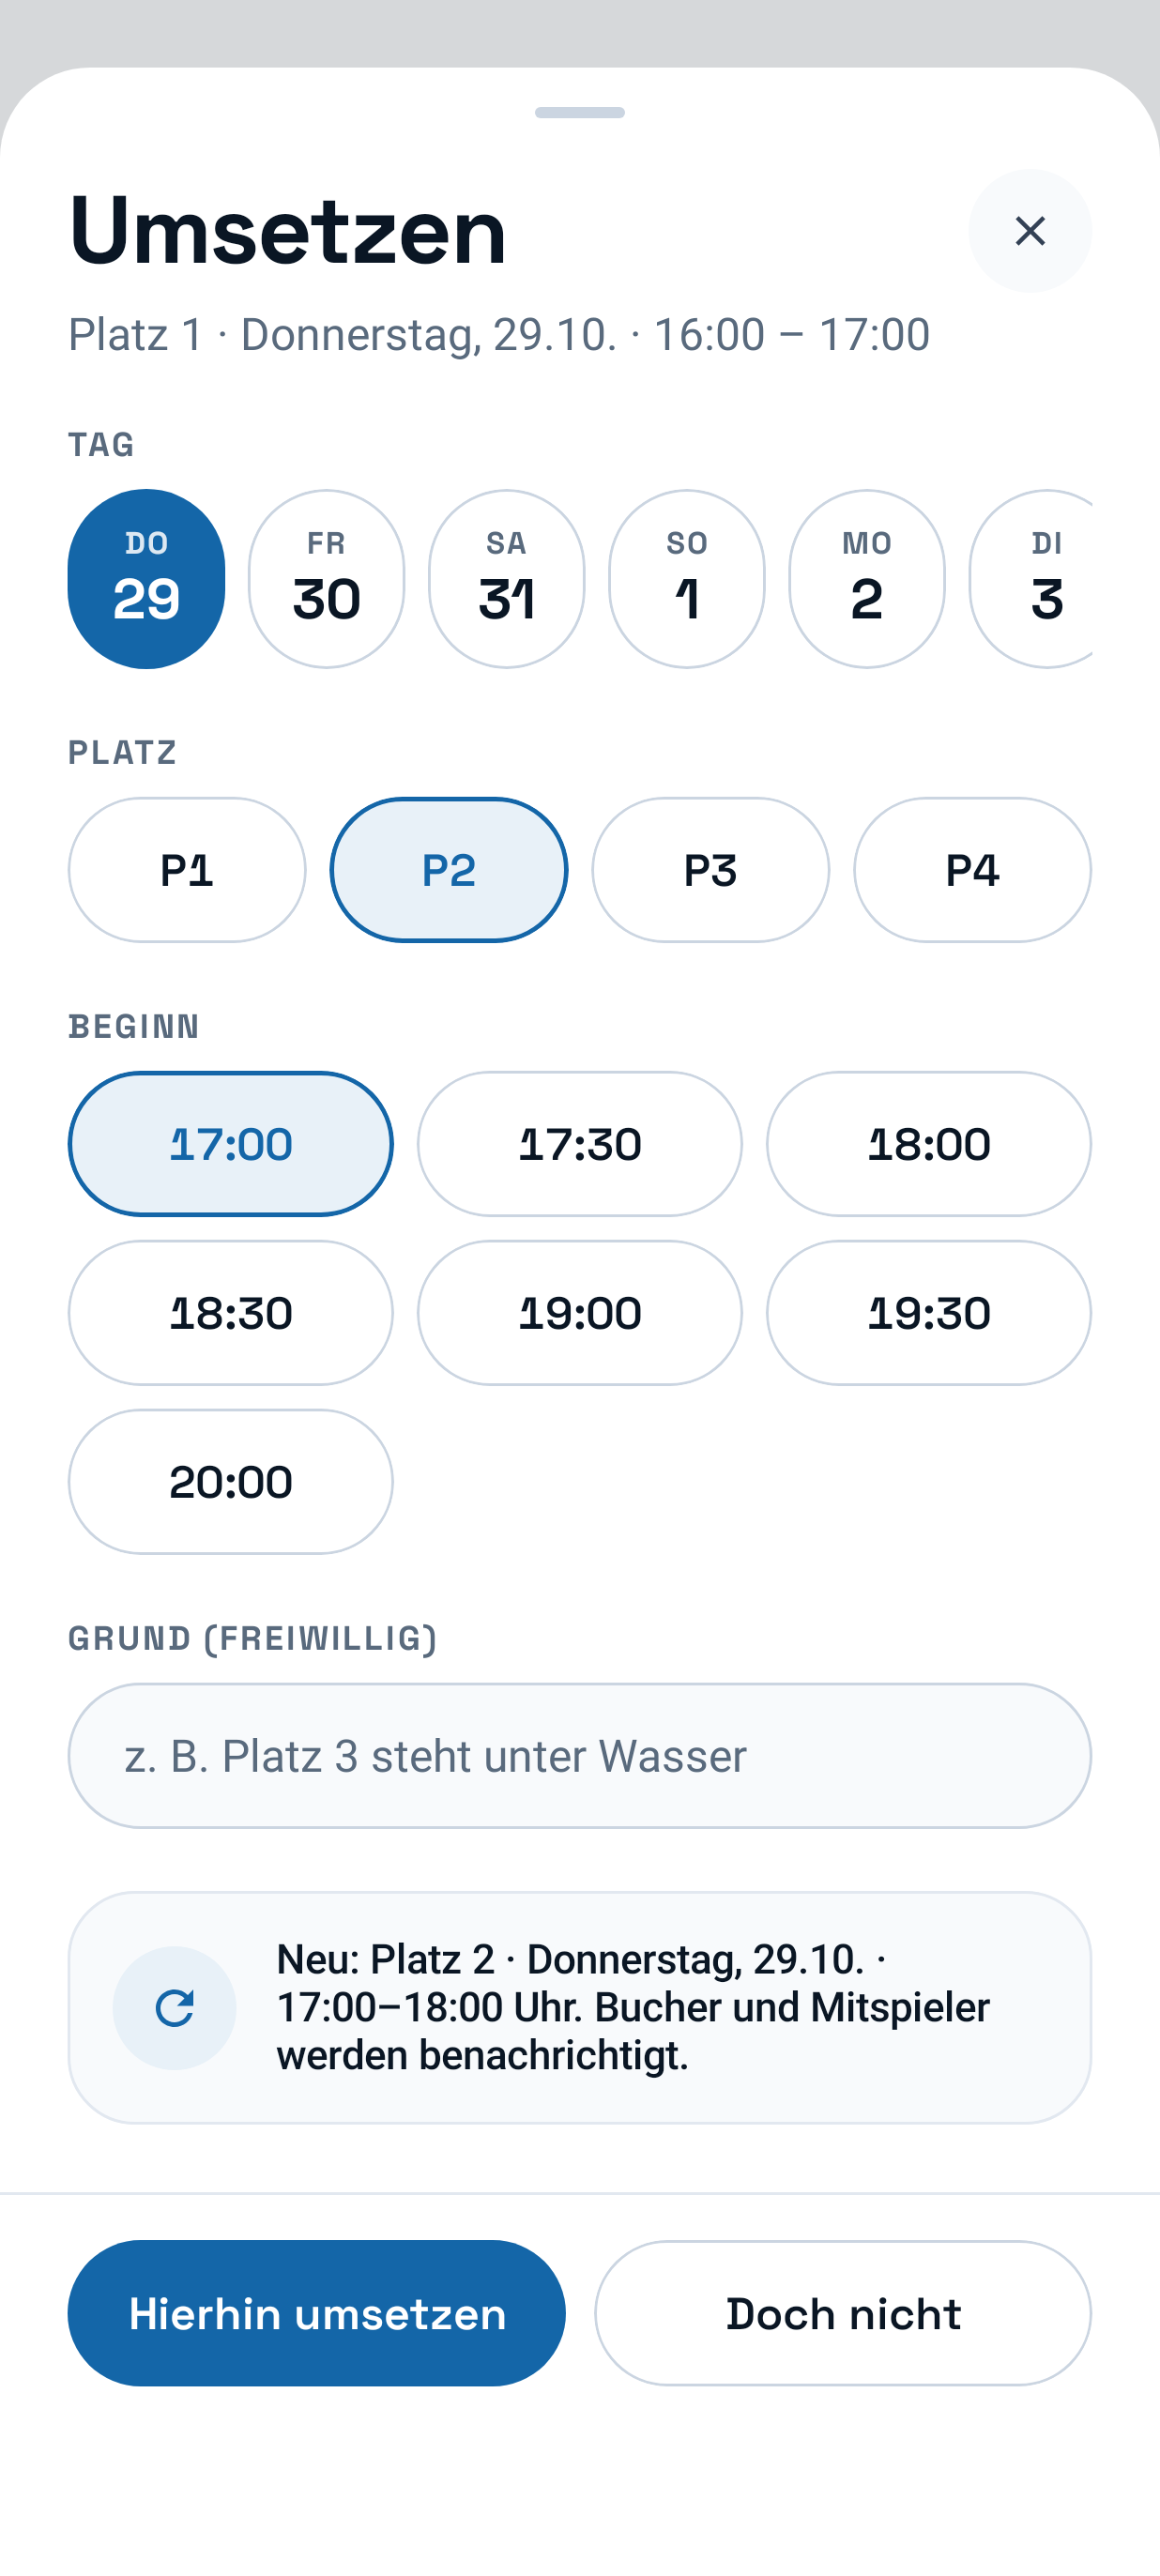 Umsetzen
Platz 1 · Donnerstag, 29.10. · 16:00 – 17:00
TAG
DO FR SA SO MO DI
29 30 31 1 2 3
PLATZ
P1 P2 P3 P4
BEGINN
17:00 17:30 18:00
18:30 19:00 19:30
20:00
GRUND (FREIWILLIG)
z. B. Platz 3 steht unter Wasser
Neu: Platz 2 · Donnerstag, 29.10. ·
17:00–18:00 Uhr. Bucher und Mitspieler
werden benachrichtigt.
Hierhin umsetzen Doch nicht